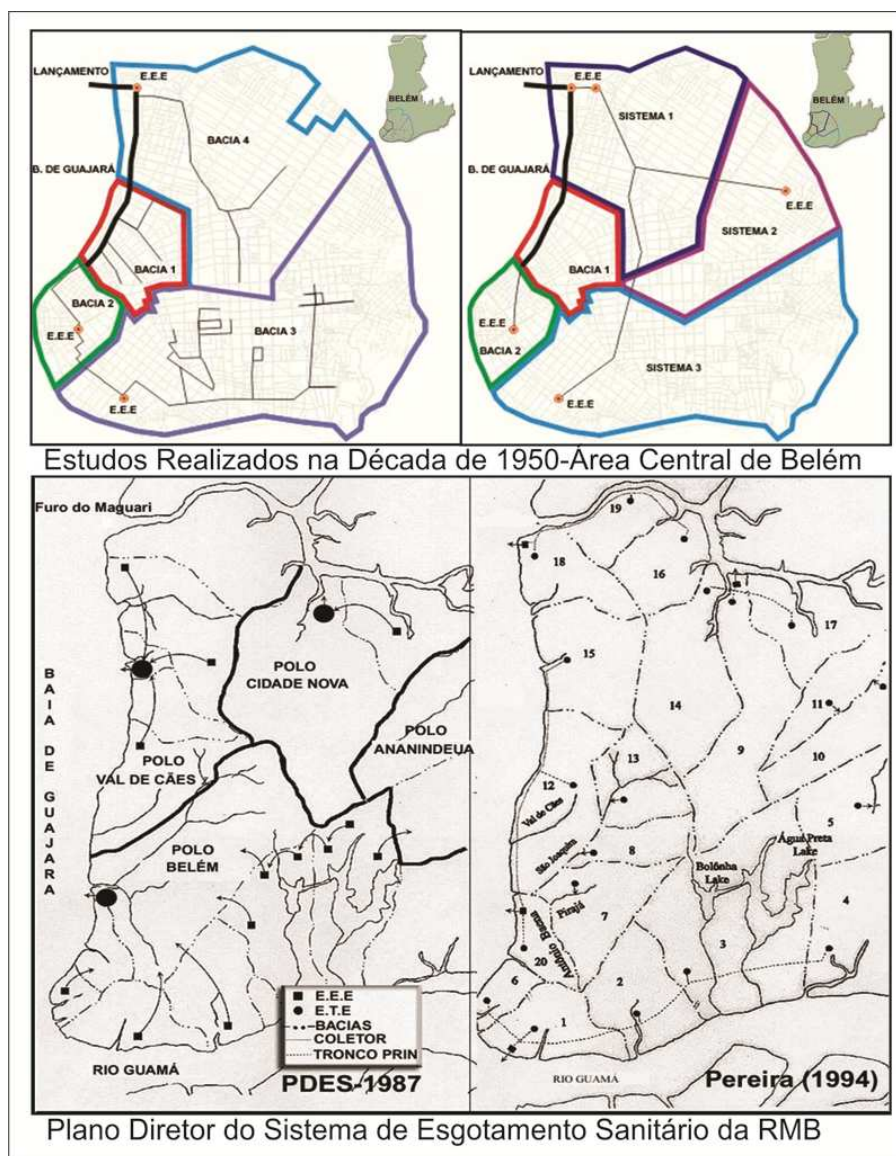 LANÇAMENTO
E.E.E
BELÉM
BACIA 4
B. DE GUAJARÁ
BACIA 1
BACIA 2
E.E.E
BACIA 3
E.E.E
LANÇAMENTO
E.E.E
BELÉM
SISTEMA 1
B. DE GUAJARÁ
E.E.E
SISTEMA 2
BACIA 1
E.E.E
BACIA 2
SISTEMA 3
E.E.E
Estudos Realizados na Década de 1950-Área Central de Belém
Furo do Maguari
BAIA DE GUAJARA
POLO
CIDADE NOVA
POLO
ANANINDEUA
POLO
VAL DE CÃES
POLO
BELÉM
E.E.E
E.T.E
BACIAS
COLETOR
TRONCO PRIN
RIO GUAMÁ
PDES-1987
19
18
16
17
15
14
11
9
13
10
12
Val de Cães
5
São Joaquim
8
Água Preta
Lake
Bolónha
Lake
Pirajá
7
4
Antônio Baena
3
20
6
2
1
RIO GUAMÁ
Pereira (1994)
Plano Diretor do Sistema de Esgotamento Sanitário da RMB